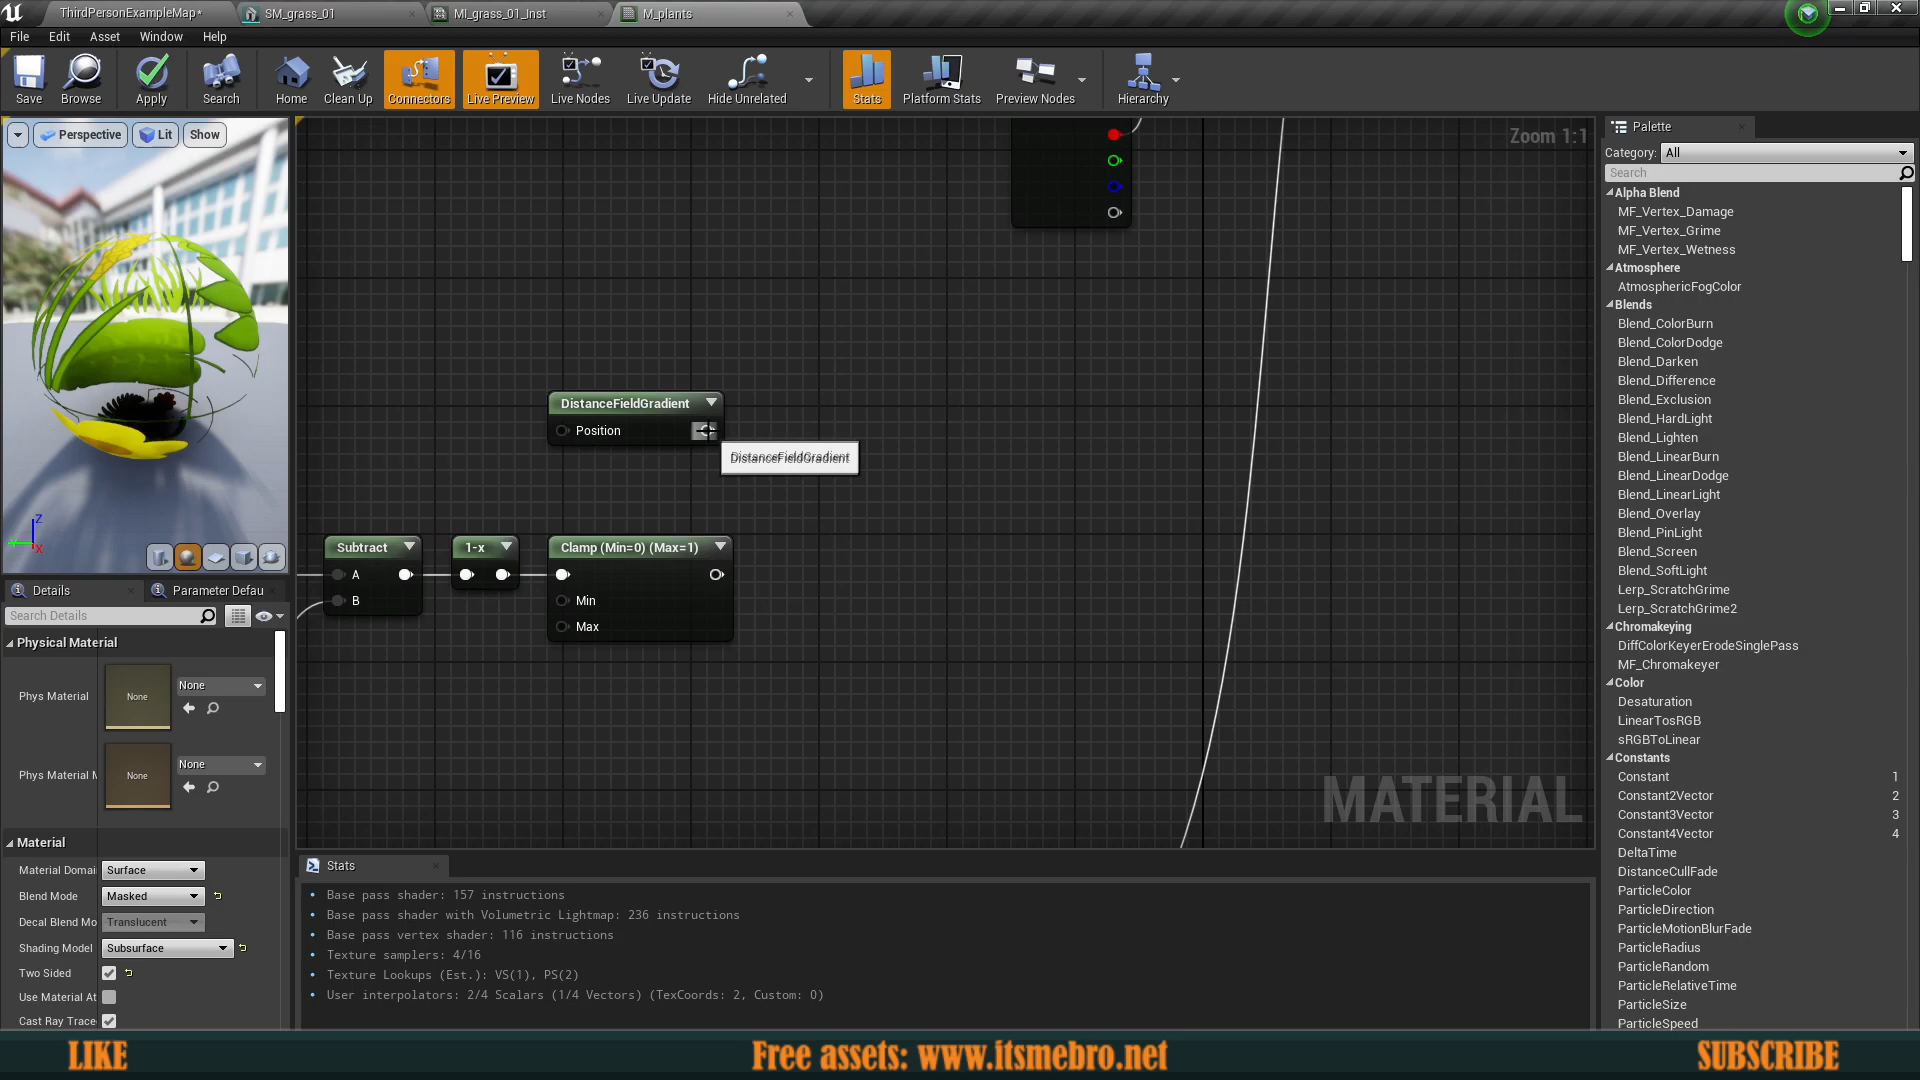 ThirdPersonExampleMap*
SM_grass_01
MI_grass_01_Inst
M_plants
File
Edit
Asset
Window
Help
Save
Browse
Apply
Search
Home
Clean Up
Connectors
Live Preview
Live Nodes
Live Update
Hide Unrelated
Stats
Platform Stats
Preview Nodes
Hierarchy
Perspective
Lit
Show
Z
X
Zoom 1:1
DistanceFieldGradient
Position
DistanceFieldGradient
Subtract
A
B
1-x
Clamp (Min=0) (Max=1)
Min
Max
MATERIAL
Details
Parameter Defau
Search Details
Physical Material
Phys Material
None
None
Phys Material M
None
None
Material
Material Domai
Surface
Blend Mode
Masked
Decal Blend Mo
Translucent
Shading Model
Subsurface
Two Sided
Use Material At
Cast Ray Trace
Stats
Base pass shader: 157 instructions
Base pass shader with Volumetric Lightmap: 236 instructions
Base pass vertex shader: 116 instructions
Texture samplers: 4/16
Texture Lookups (Est.): VS(1), PS(2)
User interpolators: 2/4 Scalars (1/4 Vectors) (TexCoords: 2, Custom: 0)
Palette
Category: All
Search
Alpha Blend
MF_Vertex_Damage
MF_Vertex_Grime
MF_Vertex_Wetness
Atmosphere
AtmosphericFogColor
Blends
Blend_ColorBurn
Blend_ColorDodge
Blend_Darken
Blend_Difference
Blend_Exclusion
Blend_HardLight
Blend_Lighten
Blend_LinearBurn
Blend_LinearDodge
Blend_LinearLight
Blend_Overlay
Blend_PinLight
Blend_Screen
Blend_SoftLight
Lerp_ScratchGrime
Lerp_ScratchGrime2
Chromakeying
DiffColorKeyerErodeSinglePass
MF_Chromakeyer
Color
Desaturation
LinearTosRGB
sRGBToLinear
Constants
Constant 1
Constant2Vector 2
Constant3Vector 3
Constant4Vector 4
DeltaTime
DistanceCullFade
ParticleColor
ParticleDirection
ParticleMotionBlurFade
ParticleRadius
ParticleRandom
ParticleRelativeTime
ParticleSize
ParticleSpeed
LIKE
Free assets: www.itsmebro.net
SUBSCRIBE